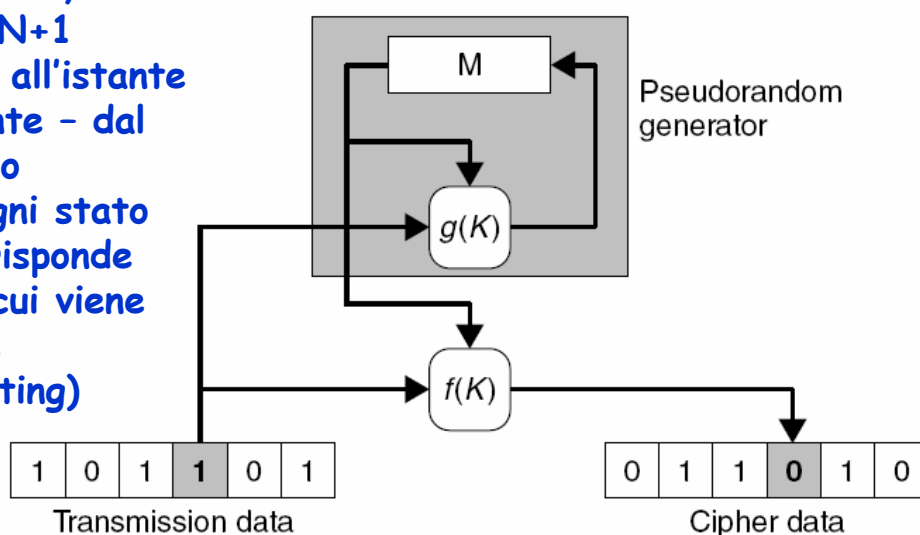 N+1
all'istante
nte – dal
o
gni stato
risponde
cui viene
ting)
M
Pseudorandom
generator
g(K)
f(K)
1 0 1 1 0 1
Transmission data
0 1 1 0 1 0
Cipher data